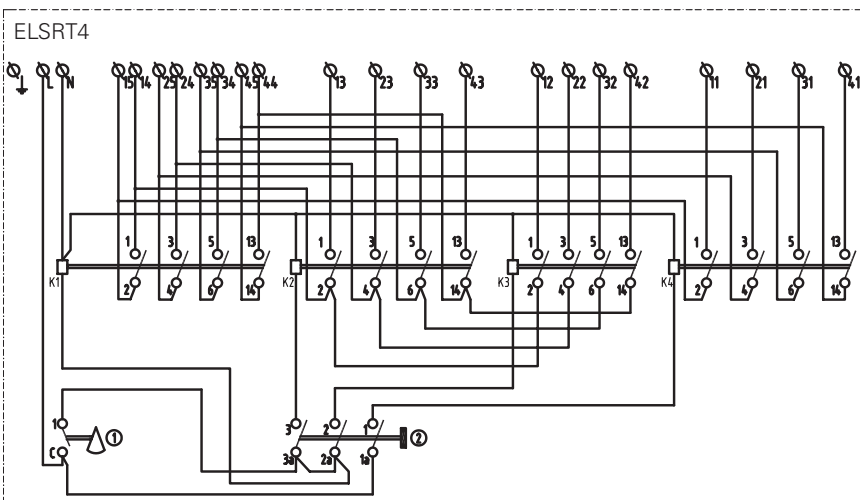 ELSRT4
L N 15 14 25 24 35 34 45 44 13 23 33 43 12 22 32 42 11 21 31 41
1 3 5 13 1 3 5 13 1 3 5 13 1 3 5 13
K1 K2 K3 K4
2 4 6 14 2 4 6 14 2 4 6 14 2 4 6 14
1 ① 3 2 1 ②
C 3a 2a 1a